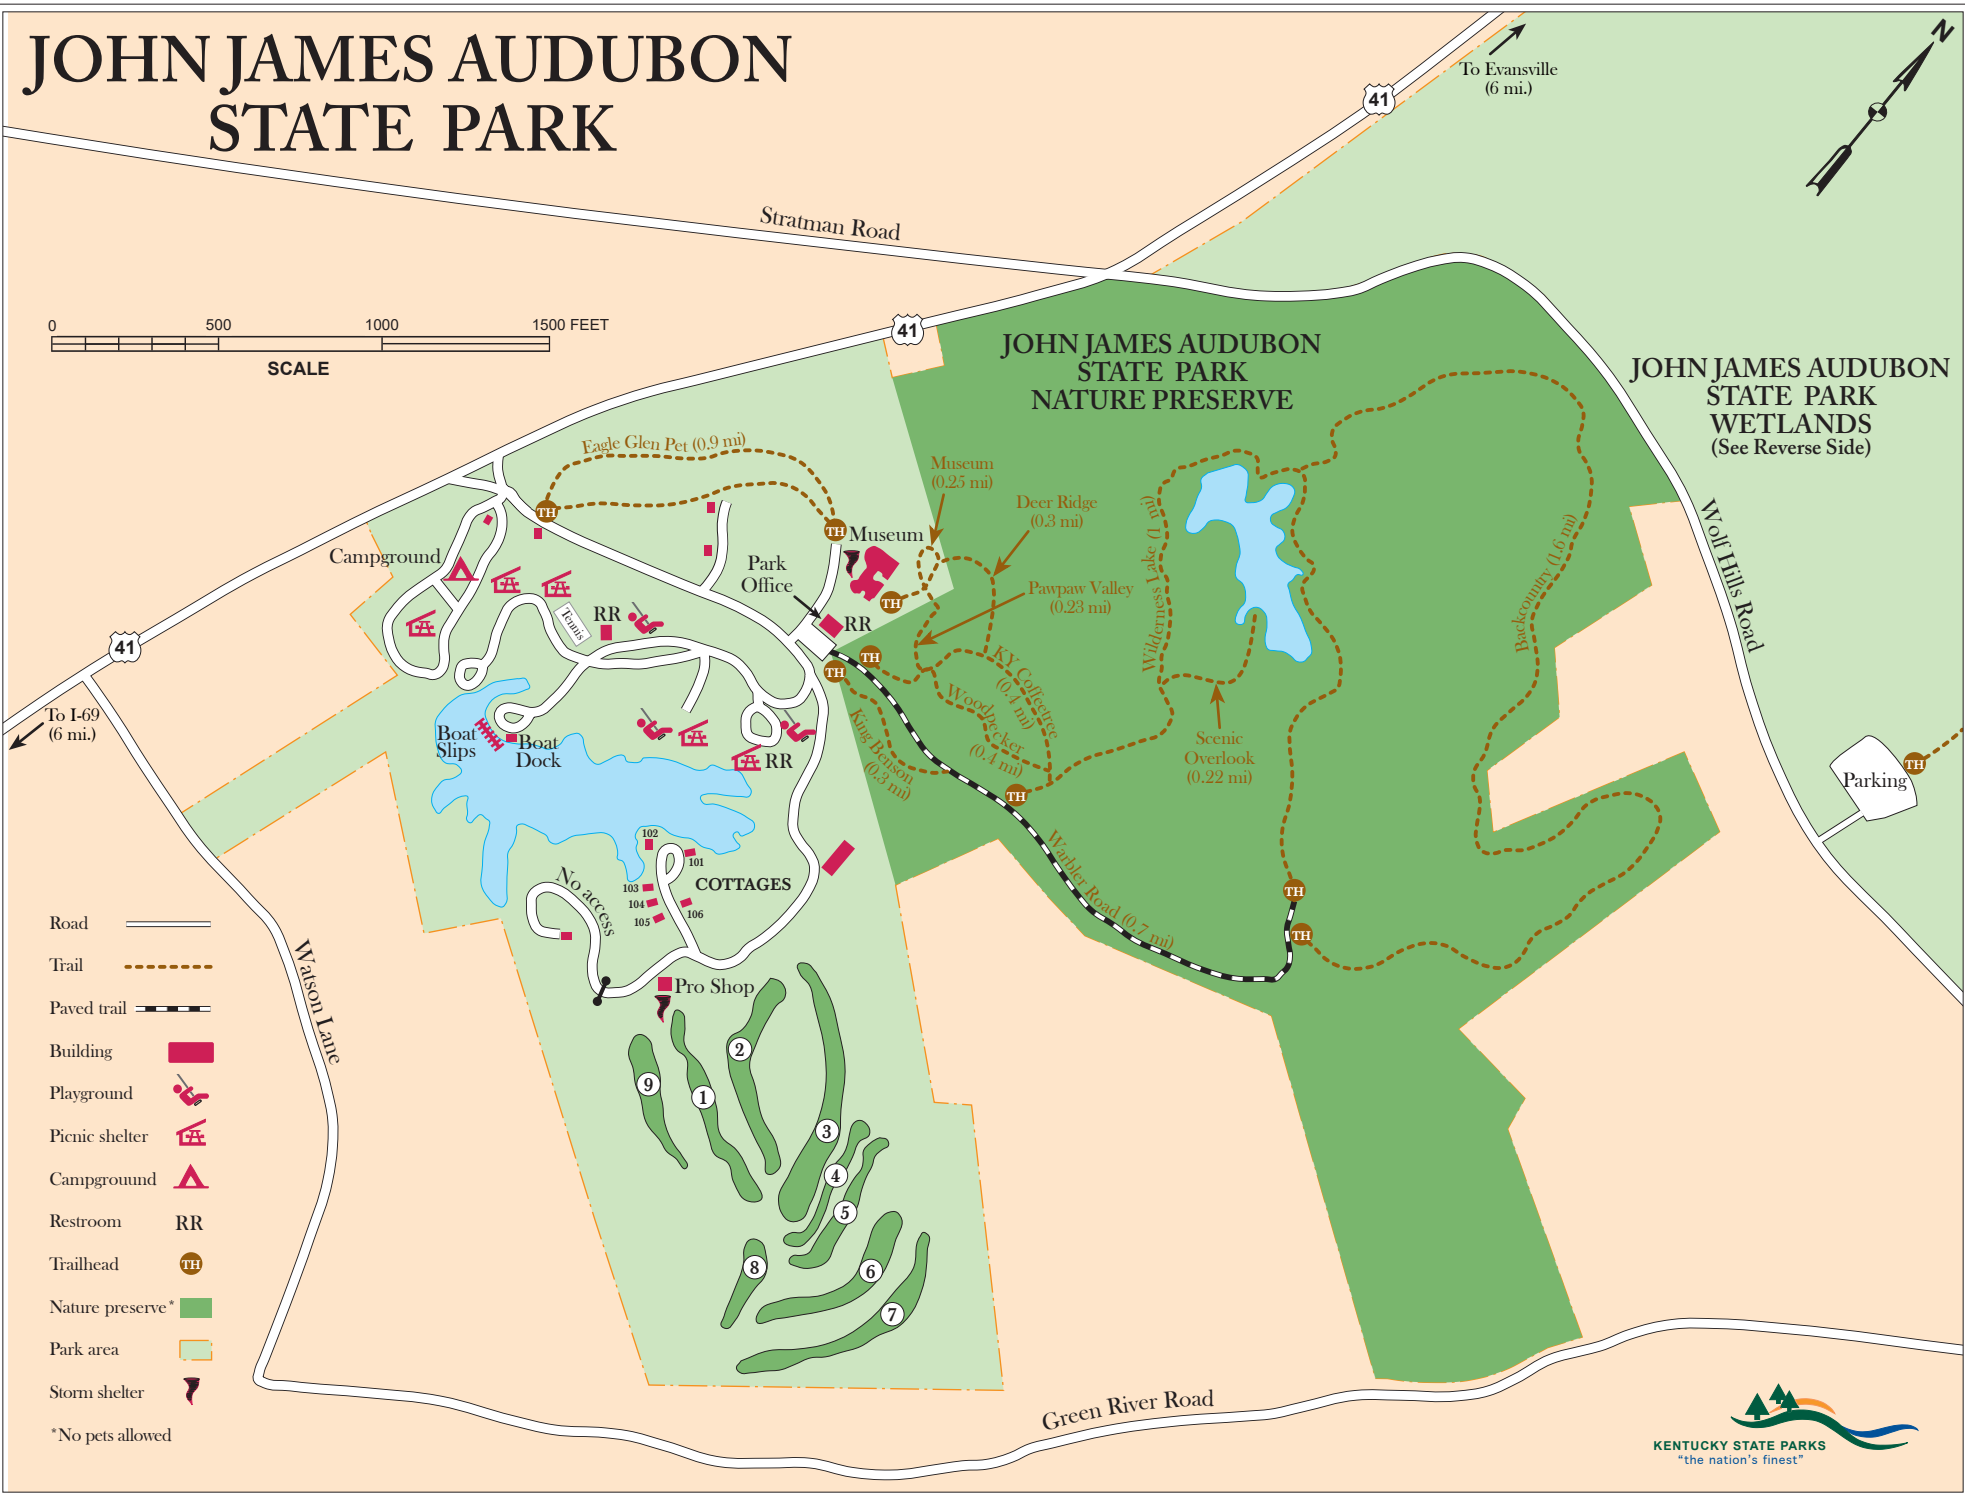 JOHN JAMES AUDUBON
STATE PARK
N
To Evansville
(6 mi.)
41
Stratman Road
0 500 1000 1500 FEET
SCALE
41
JOHN JAMES AUDUBON
STATE PARK
NATURE PRESERVE
JOHN JAMES AUDUBON
STATE PARK
WETLANDS
(See Reverse Side)
Eagle Glen Pet (0.9 mi)
TH
TH
Museum
(0.25 mi)
Deer Ridge
(0.3 mi)
Museum
Campground
Park
Office
Pawpaw Valley
(0.23 mi)
TH
Wilderness Lake (1 mi)
Backcountry (1.6 mi)
Wolf Hills Road
Tennis
RR
RR
41
TH
TH
KY Coffeetree
(0.4 mi)
Woodpecker
(0.4 mi)
King Benson
(0.3 mi)
To I-69
(6 mi.)
Boat
Slips
Boat
Dock
RR
Scenic
Overlook
(0.22 mi)
TH
Parking
TH
Warbler Road (0.7 mi)
102
101
COTTAGES
103
104
105
106
No access
TH
TH
Pro Shop
Watson Lane
2
9
1
3
4
5
8
6
7
Road
Trail
Paved trail
Building
Playground
Picnic shelter
Campgrouund
Restroom RR
Trailhead TH
Nature preserve*
Park area
Storm shelter
*No pets allowed
Green River Road
KENTUCKY STATE PARKS
"the nation's finest"